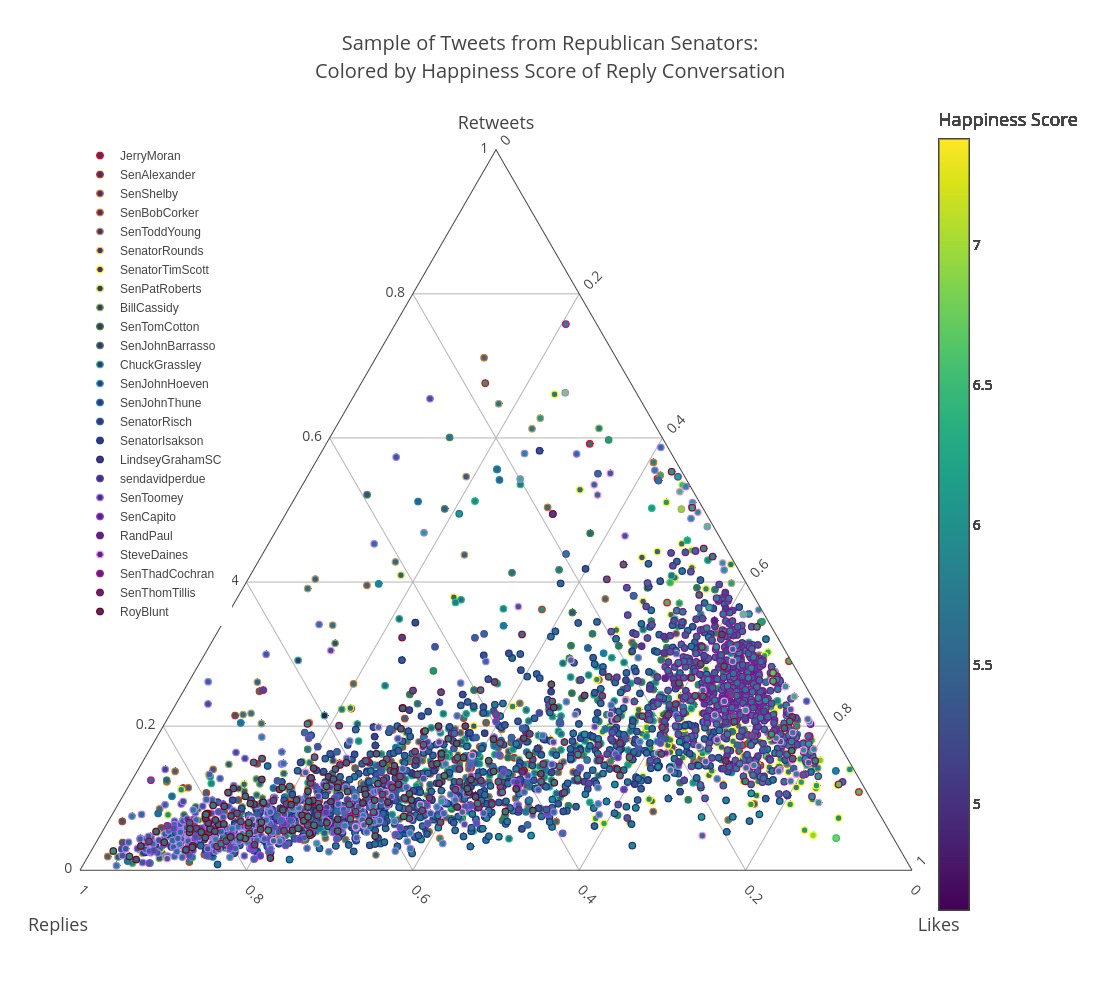 Sample of Tweets from Republican Senators:
Colored by Happiness Score of Reply Conversation
Retweets
Happiness Score
JerryMoran
SenAlexander
SenShelby
SenBobCorker
SenToddYoung
SenatorRounds
SenatorTimScott
SenPatRoberts
BillCassidy
SenTomCotton
SenJohnBarrasso
ChuckGrassley
SenJohnHoeven
SenJohnThune
SenatorRisch
SenatorIsakson
LindseyGrahamSC
sendavidperdue
SenToomey
SenCapito
RandPaul
SteveDaines
SenThadCochran
SenThomTillis
RoyBlunt
1
0.8
0.6
4
0.2
0
0
0.2
0.4
0.6
0.8
1
1
0.8
0.6
0.4
0.2
0
7
6.5
6
5.5
5
Replies
Likes